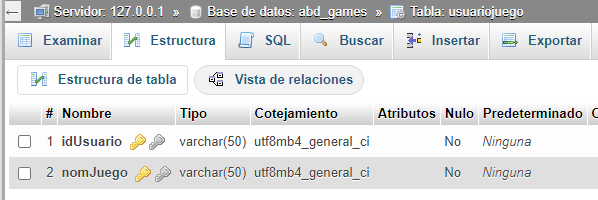 Servidor: 127.0.0.1 » Base de datos: abd_games » Tabla: usuariojuego
Examinar Estructura SQL Buscar Insertar Exportar
Estructura de tabla Vista de relaciones
# Nombre Tipo Cotejamiento Atributos Nulo Predeterminado C
1 idUsuario varchar(50) utf8mb4_general_ci No Ninguna
2 nomJuego varchar(50) utf8mb4_general_ci No Ninguna